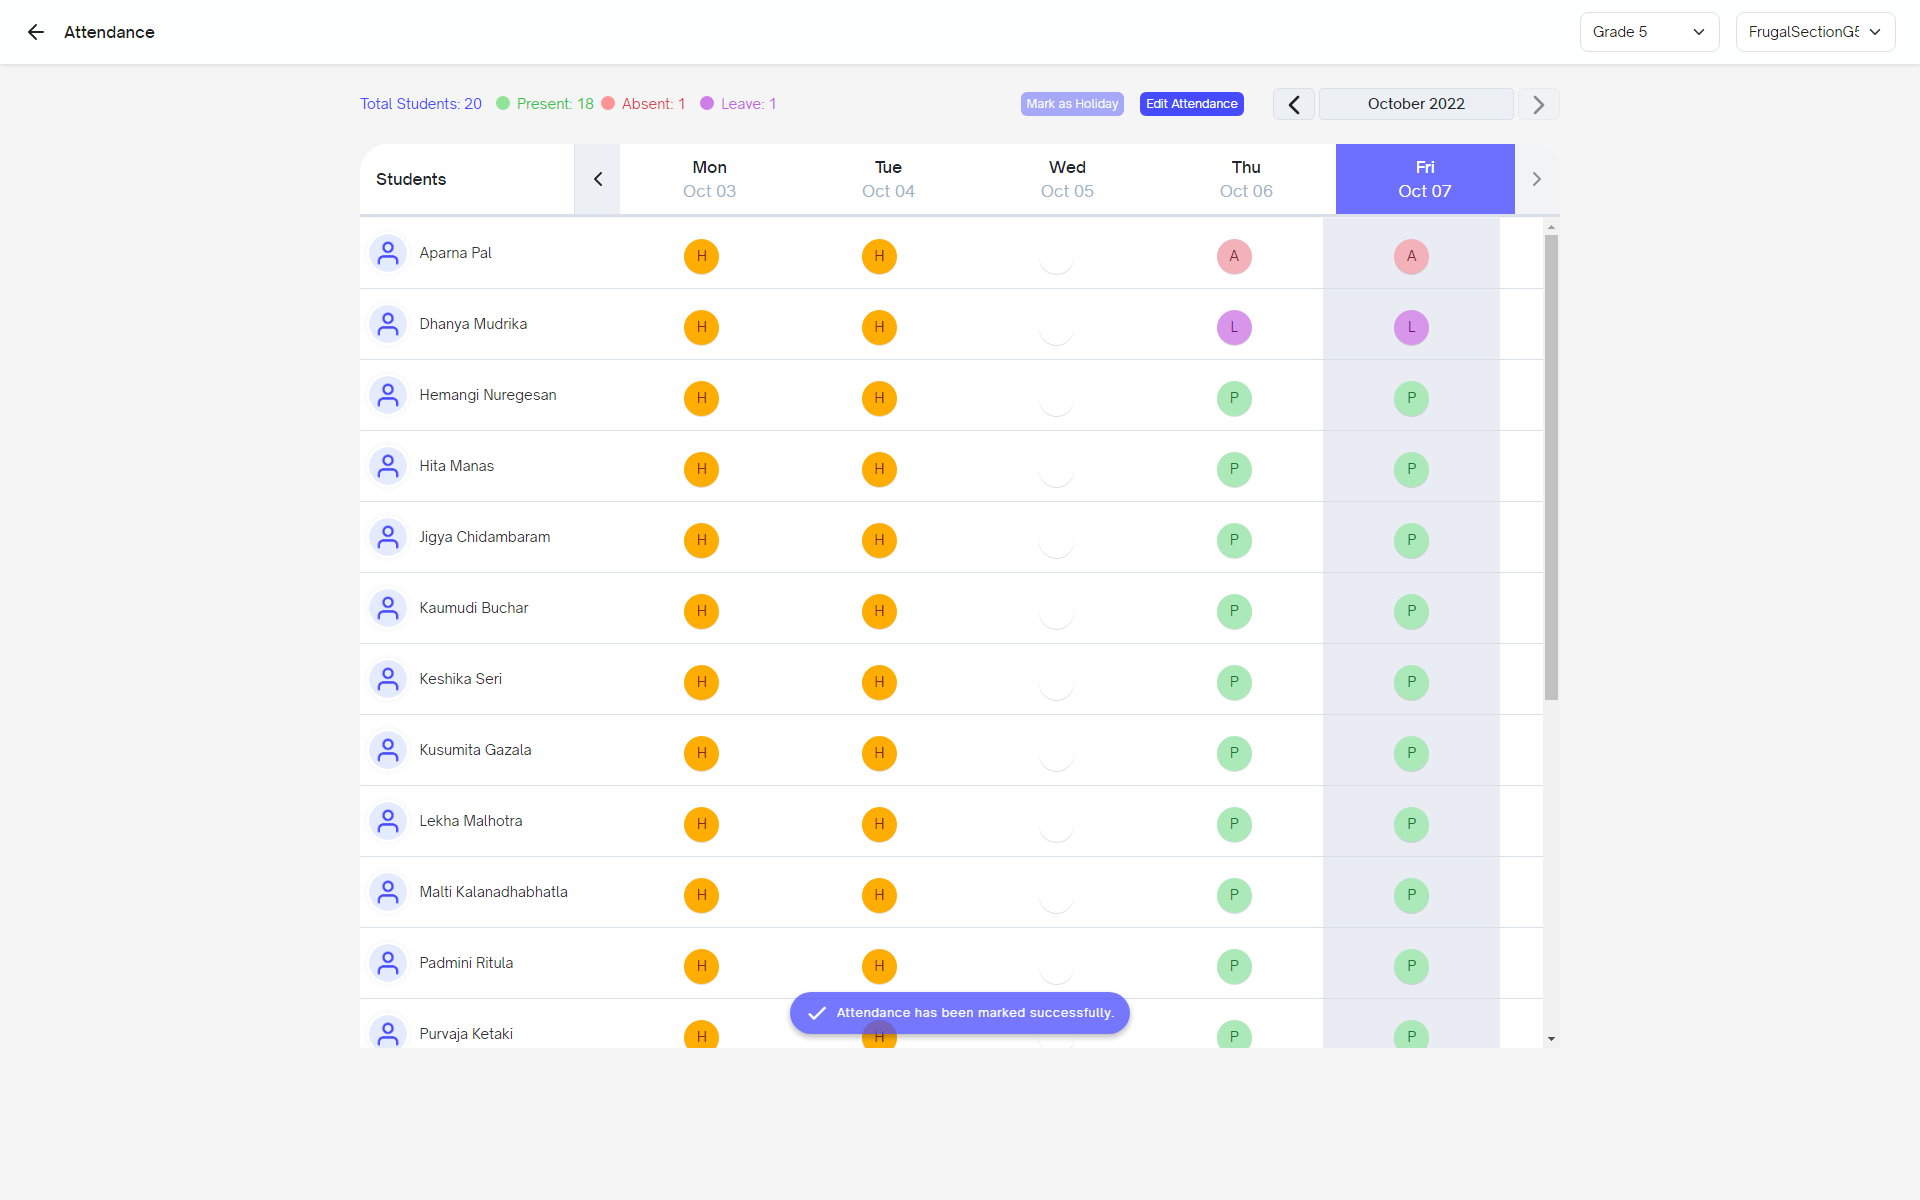 Attendance
Grade 5
FrugalSectionG5
Total Students: 20 Present: 18 Absent: 1 Leave: 1
Mark as Holiday
Edit Attendance
October 2022
Students Mon Tue Wed Thu Fri
Oct 03 Oct 04 Oct 05 Oct 06 Oct 07
Aparna Pal H H A A
Dhanya Mudrika H H L L
Hemangi Nuregesan H H P P
Hita Manas H H P P
Jigya Chidambaram H H P P
Kaumudi Buchar H H P P
Keshika Seri H H P P
Kusumita Gazala H H P P
Lekha Malhotra H H P P
Malti Kalanadhabhatla H H P P
Padmini Ritula H H P P
Attendance has been marked successfully.
Purvaja Ketaki H H P P